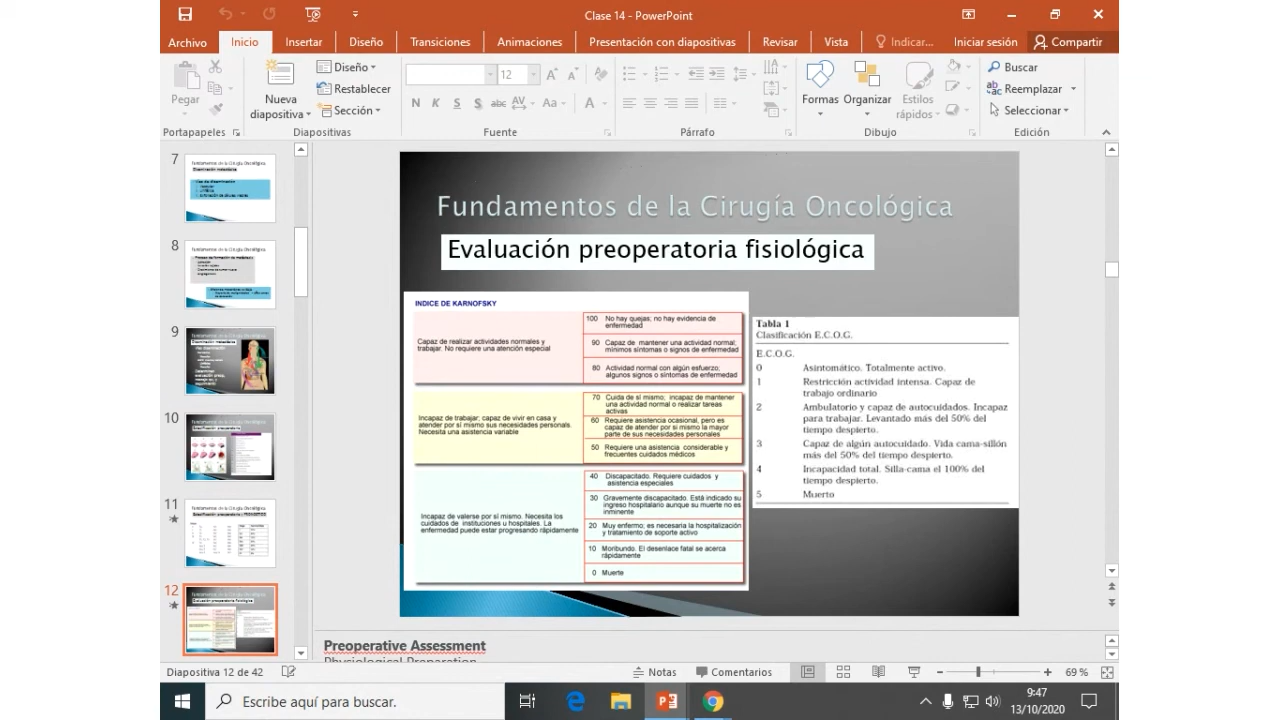 Clase 14 - PowerPoint
Archivo Inicio Insertar Diseño Transiciones Animaciones Presentación con diapositivas Revisar Vista Indicar... Iniciar sesión Compartir
Pegar
Nueva diapositiva
Diseño
Restablecer
Sección
12
N K S S abc AV Aa A
Formas
Organizar
Estilos rápidos
Buscar
Reemplazar
Seleccionar
Portapapeles Diapositivas Fuente Párrafo Dibujo Edición
7
8
9
10
11
12
Fundamentos de la Cirugía Oncológica
Evaluación preoperatoria fisiológica
INDICE DE KARNOFSKY
Capaz de realizar actividades normales y
trabajar. No requiere una atención especial
100 No hay quejas; no hay evidencia de
enfermedad
90 Capaz de mantener una actividad normal;
mínimos síntomas o signos de enfermedad
80 Actividad normal con algún esfuerzo;
algunos signos o síntomas de enfermedad
Incapaz de trabajar; capaz de vivir en casa y
atender por sí mismo sus necesidades personals.
Necesita una asistencia variable
70 Cuida de sí mismo; incapaz de mantener
una actividad normal o realizar tareas
activas
60 Requiere asistencia ocasional, pero es
capaz de atender por si mismo la mayor
parte de sus necesidades personales
50 Requiere una asistencia considerable y
frecuentes cuidados médicos
Incapaz de valerse por sí mismo. Necesita los
cuidados de instituciones u hospitales. La
enfermedad puede estar progresando rápidamente
40 Discapacitado. Requiere cuidados y
asistencia especiales
30 Gravemente discapacitado. Está indicado su
ingreso hospitalario aunque su muerte no es
inminente
20 Muy enfermo; es necesaria la hospitalización
y tratamiento de soporte activo
10 Moribundo. El desenlace fatal se acerca
rápidamente
0 Muerte
Tabla 1
Clasificación E.C.O.G.
E.C.O.G.
0 Asintomático. Totalmente activo.
1 Restricción actividad intensa. Capaz de
trabajo ordinario
2 Ambulatorio y capaz de autocuidados. Incapaz
para trabajar. Levantado más del 50% del
tiempo despierto.
3 Capaz de algún autocuidado. Vida cama-sillón
más del 50% del tiempo despierto.
4 Incapacidad total. Silla-cama el 100% del
tiempo despierto.
5 Muerto
Preoperative Assessment
Physiological Preparation
Diapositiva 12 de 42 Notas Comentarios 69 %
Escribe aquí para buscar.
9:47
13/10/2020